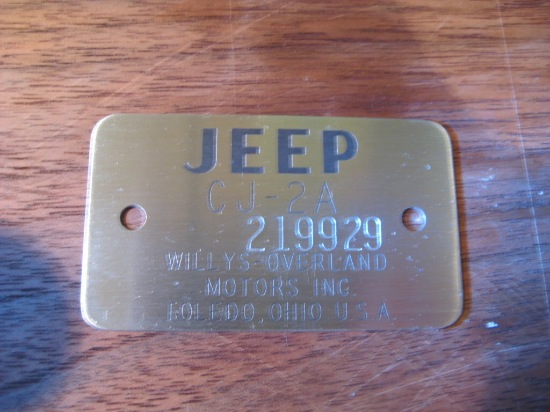 JEEP
CJ-2A
219929
WILLYS-OVERLAND
MOTORS INC.
TOLEDO, OHIO U.S.A.